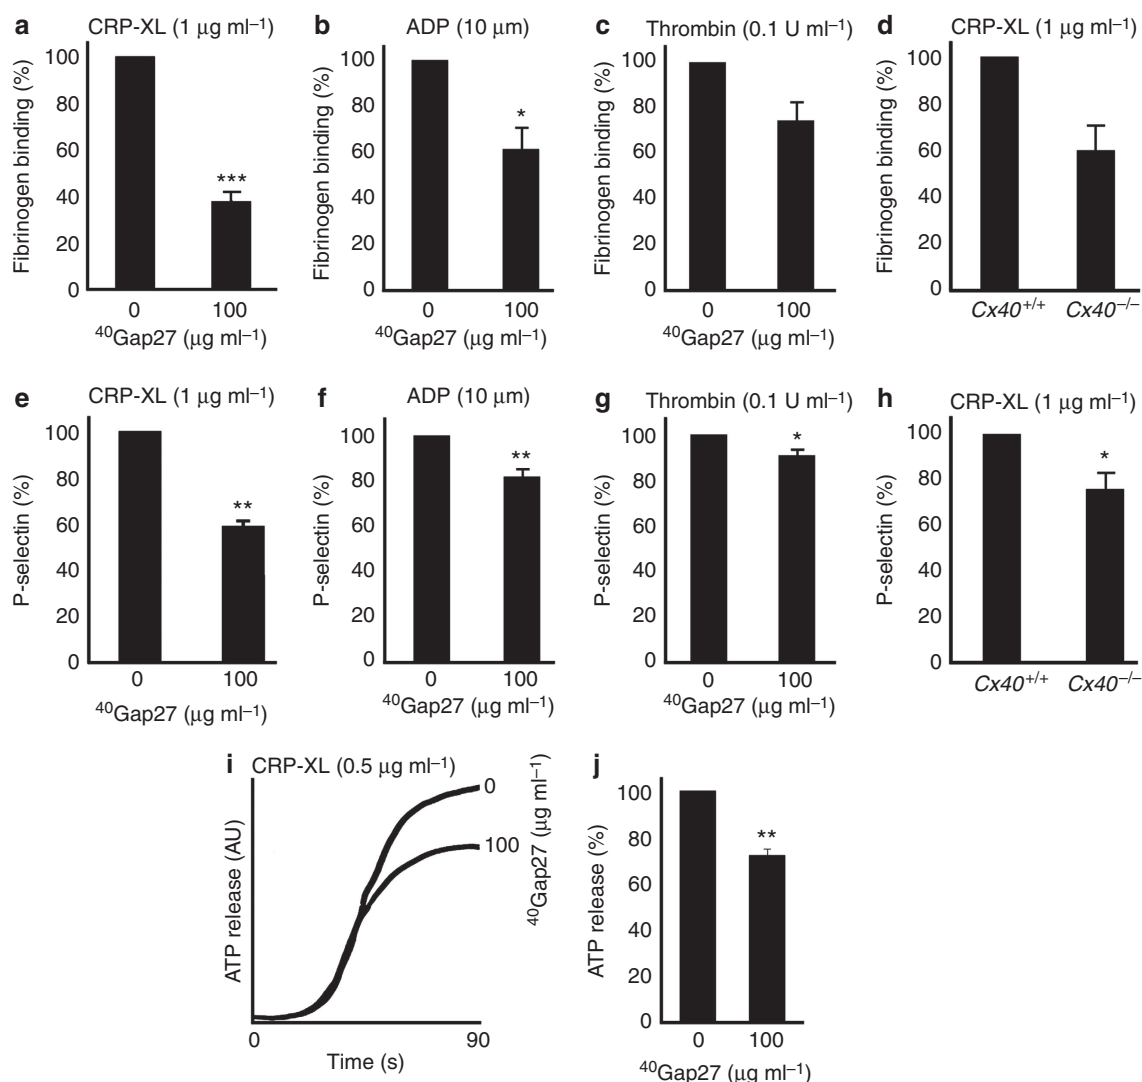 a CRP-XL (1 μg ml⁻¹)
Fibrinogen binding (%)
100
80
60
40
20
0
***
0 100
⁴⁰Gap27 (μg ml⁻¹)
b ADP (10 μm)
Fibrinogen binding (%)
100
80
60
40
20
0
*
0 100
⁴⁰Gap27 (μg ml⁻¹)
c Thrombin (0.1 U ml⁻¹)
Fibrinogen binding (%)
100
80
60
40
20
0
0 100
⁴⁰Gap27 (μg ml⁻¹)
d CRP-XL (1 μg ml⁻¹)
Fibrinogen binding (%)
100
80
60
40
20
0
Cx40⁺/⁺ Cx40⁻/⁻
e CRP-XL (1 μg ml⁻¹)
P-selectin (%)
100
80
60
40
20
0
**
0 100
⁴⁰Gap27 (μg ml⁻¹)
f ADP (10 μm)
P-selectin (%)
100
80
60
40
20
0
**
0 100
⁴⁰Gap27 (μg ml⁻¹)
g Thrombin (0.1 U ml⁻¹)
P-selectin (%)
100
80
60
40
20
0
*
0 100
⁴⁰Gap27 (μg ml⁻¹)
h CRP-XL (1 μg ml⁻¹)
P-selectin (%)
100
80
60
40
20
0
*
Cx40⁺/⁺ Cx40⁻/⁻
i CRP-XL (0.5 μg ml⁻¹)
ATP release (AU)
0
100
⁴⁰Gap27 (μg ml⁻¹)
0 90
Time (s)
j
ATP release (%)
100
80
60
40
20
0
**
0 100
⁴⁰Gap27 (μg ml⁻¹)